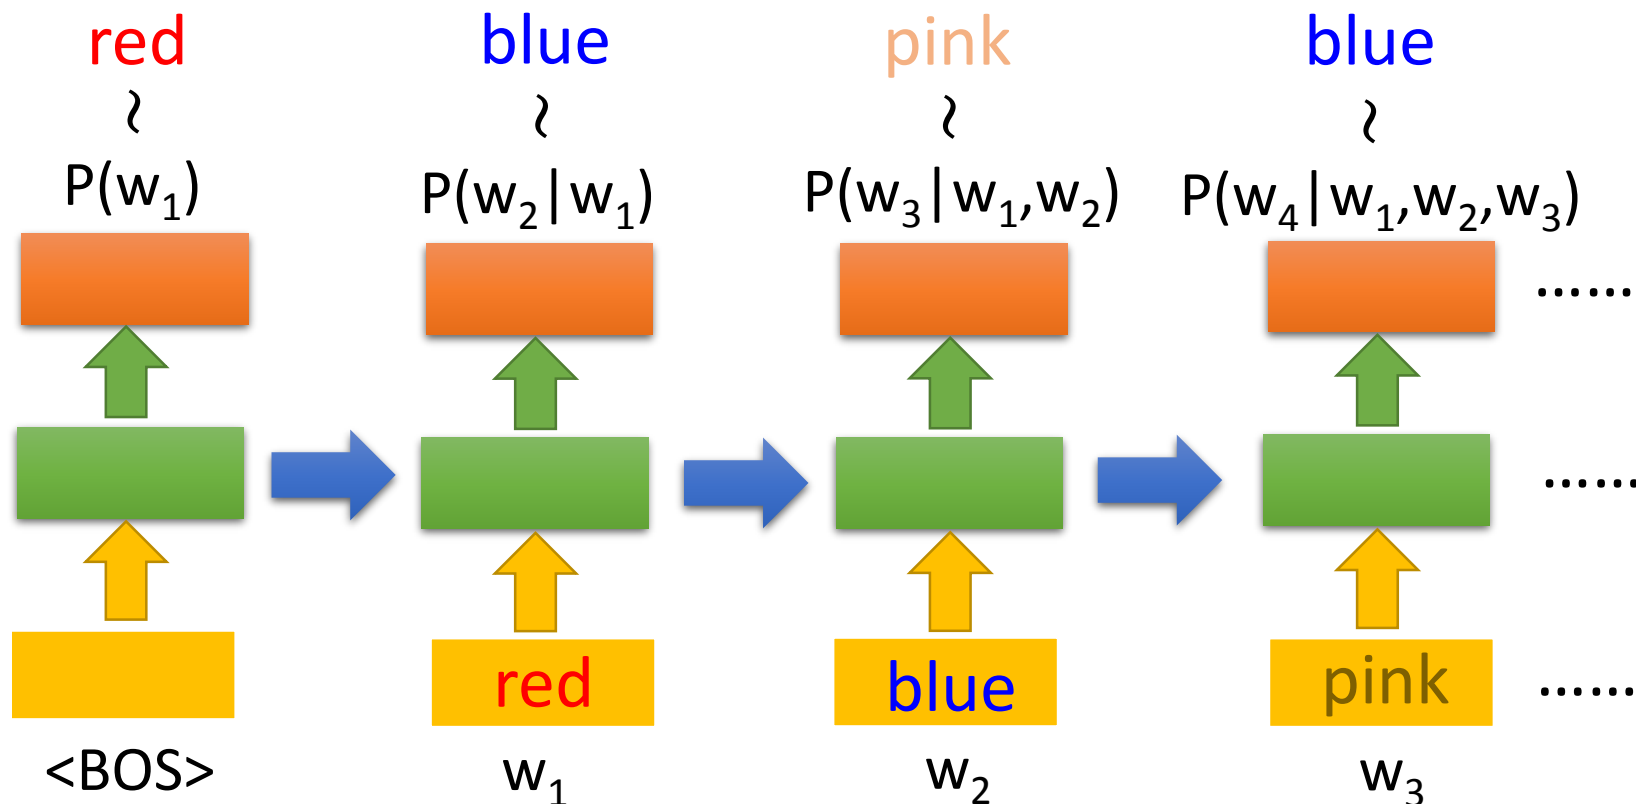 red blue pink blue
~ ~ ~ ~
P(w₁) P(w₂|w₁) P(w₃|w₁,w₂) P(w₄|w₁,w₂,w₃)
......
......
red blue pink ......
<BOS> w₁ w₂ w₃